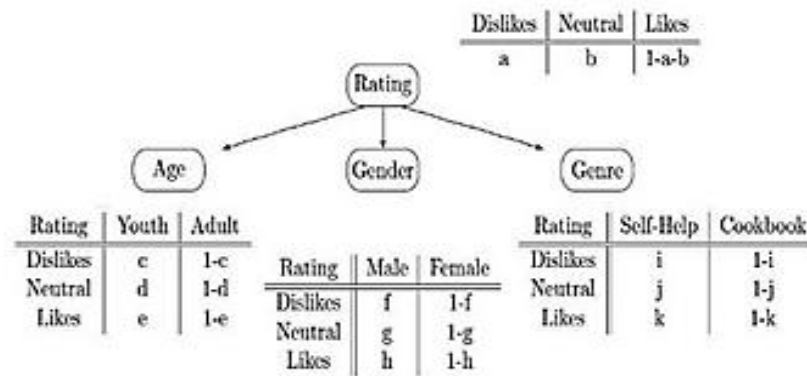 Dislikes Neutral Likes
a b 1-a-b
Rating
Age Gender Genre
Rating Youth Adult
Dislikes c 1-c
Neutral d 1-d
Likes e 1-e
Rating Male Female
Dislikes f 1-f
Neutral g 1-g
Likes h 1-h
Rating Self-Help Cookbook
Dislikes i 1-i
Neutral j 1-j
Likes k 1-k